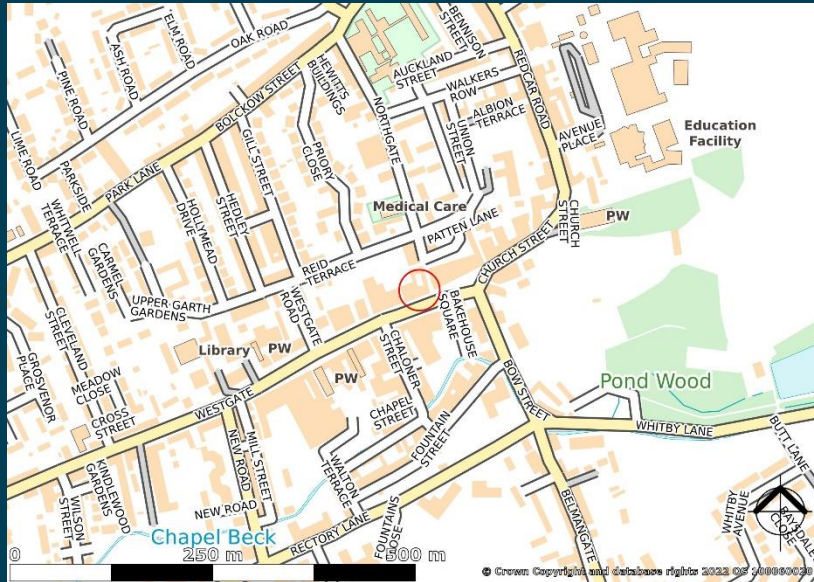 ELM ROAD
OAK ROAD
ASH ROAD
PINE ROAD
LIME ROAD
PARKSIDE
PARK LANE
BOLCKOW STREET
HEWITTS
BUILDINGS
BENNISON
STREET
AUCKLAND
STREET
WALKERS
ROW
ALBION
TERRACE
REDCAR ROAD
AVENUE
PLACE
Education
Facility
NORTHGATE
UNION
STREET
PRIORY
CLOSE
GILL STREET
HEDLEY
STREET
HOLLYMEAD
DRIVE
WHITWELL
TERRACE
CARMEL
GARDENS
UPPER GARTH
GARDENS
REID
TERRACE
Medical Care
PATTEN LANE
CHURCH STREET
CHURCH
STREET
PW
WESTGATE
ROAD
BAKEHOUSE
SQUARE
CLEVELAND
STREET
GROSVENOR
PLACE
MEADOW
CLOSE
CROSS
STREET
Library
PW
PW
CHALONER
STREET
CHAPEL
STREET
FOUNTAIN
STREET
BOW STREET
Pond Wood
WHITBY LANE
BUTT LANE
WESTGATE
NEW ROAD
MILL STREET
WALTON
TERRACE
KINDLEWOOD
GARDENS
WILSON
STREET
NEW ROAD
Chapel Beck
RECTORY LANE
FOUNTAINS
CLOSE
BELMANGATE
WHITBY
AVENUE
BAYSDALE
CLOSE
0
250 m
500 m
© Crown Copyright and database rights 2022 OS 100060020